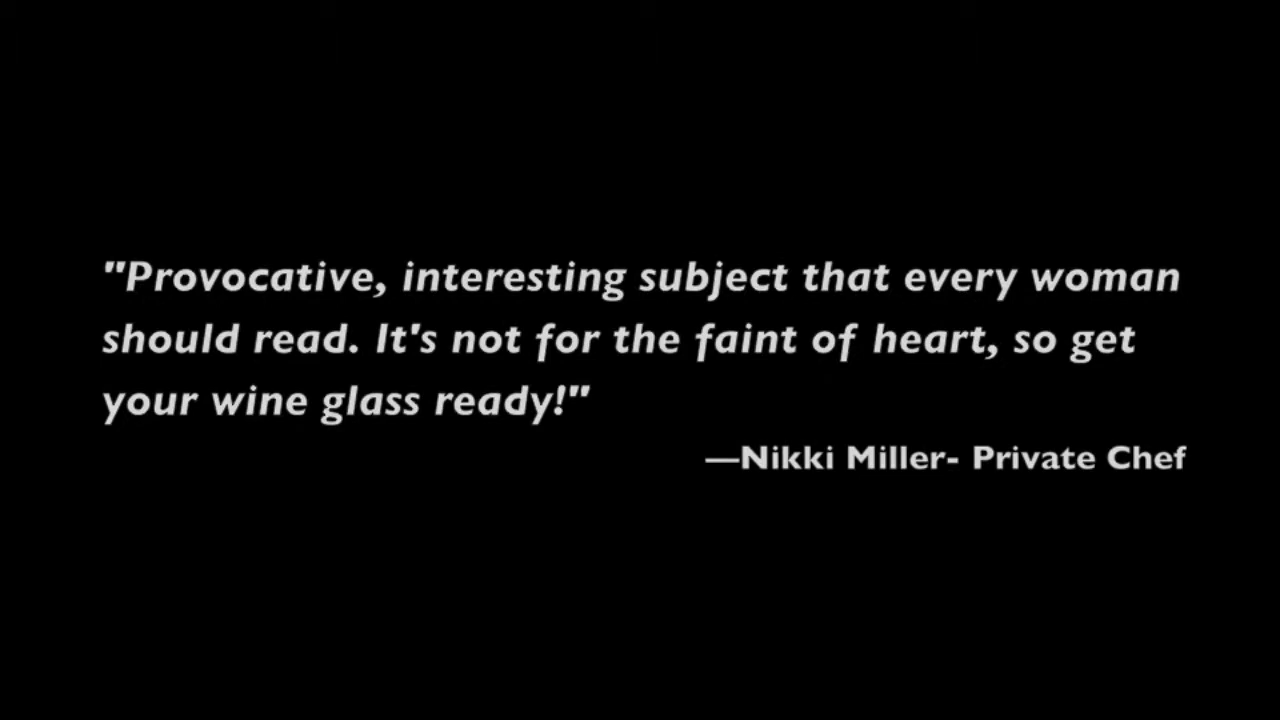 "Provocative, interesting subject that every woman
should read. It's not for the faint of heart, so get
your wine glass ready!"
—Nikki Miller- Private Chef